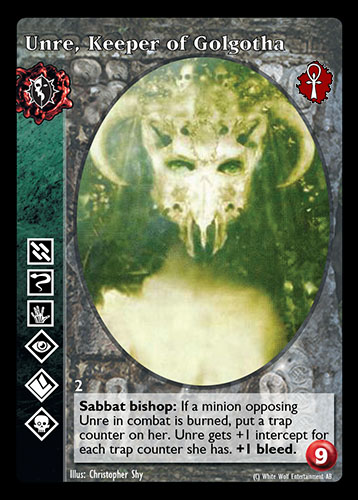 Unre, Keeper of Golgotha
2
Sabbat bishop: If a minion opposing
Unre in combat is burned, put a trap
counter on her. Unre gets +1 intercept for
each trap counter she has. +1 bleed.
9
Illus: Christopher Shy
(C) White Wolf Entertainment AB